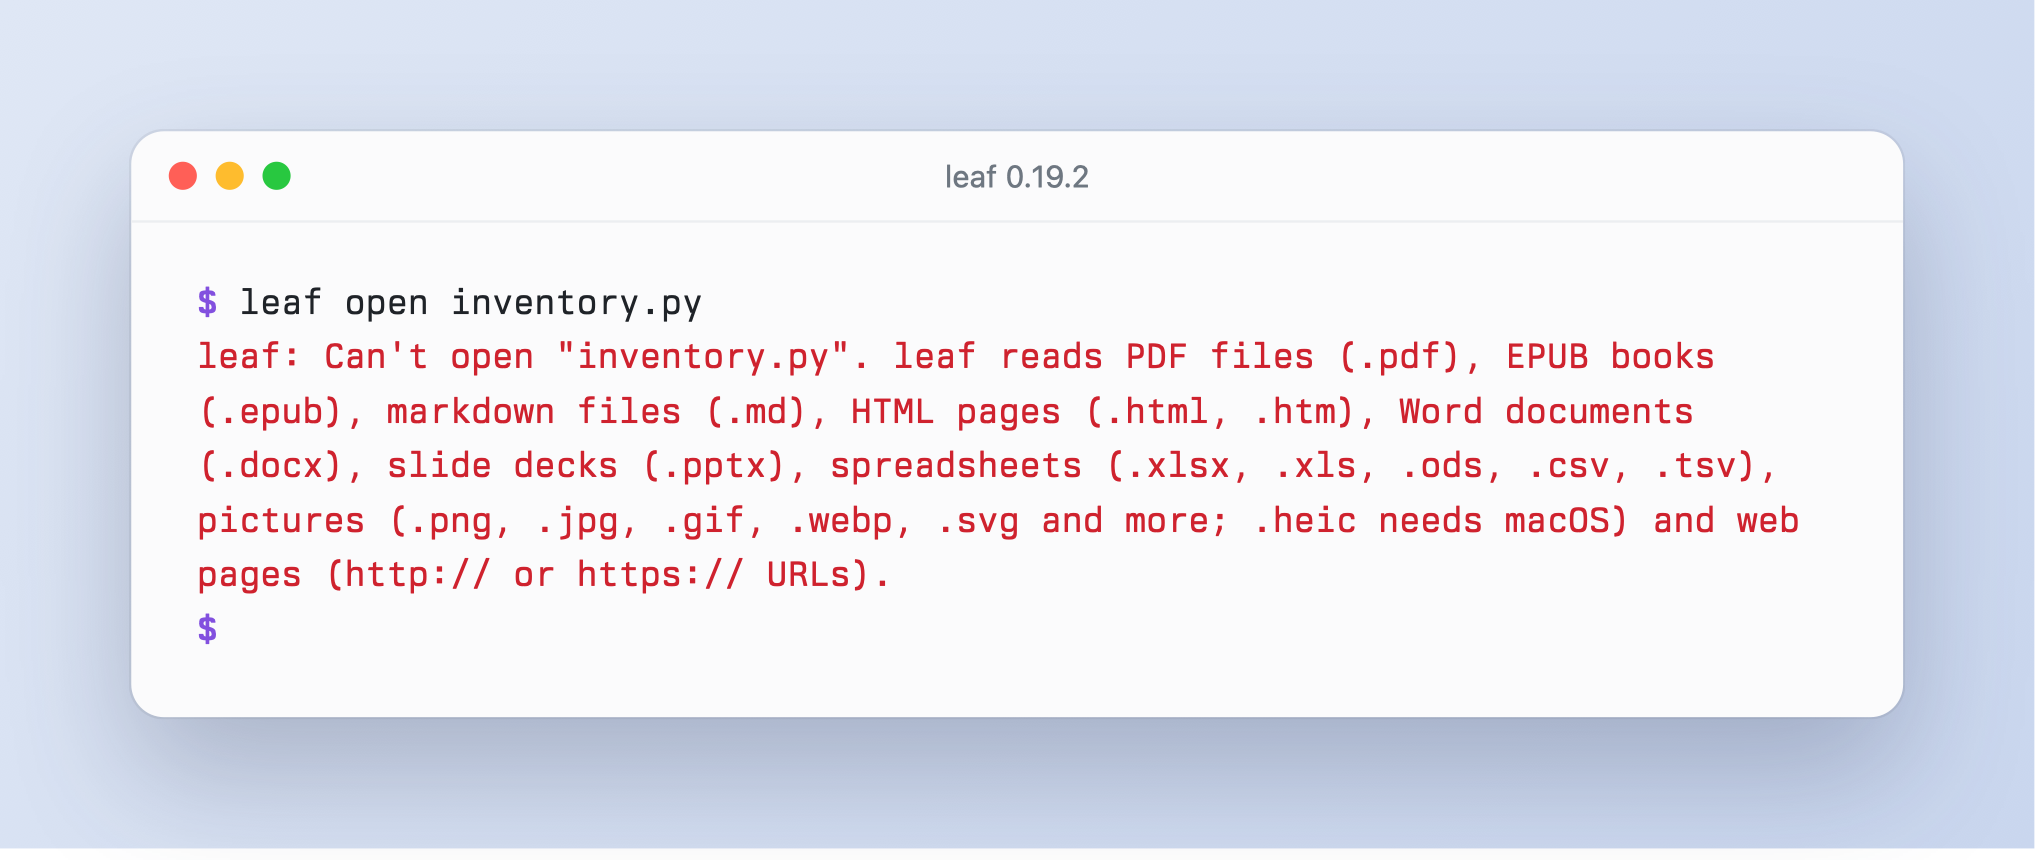 leaf 0.19.2
$ leaf open inventory.py
leaf: Can't open "inventory.py". leaf reads PDF files (.pdf), EPUB books
(.epub), markdown files (.md), HTML pages (.html, .htm), Word documents
(.docx), slide decks (.pptx), spreadsheets (.xlsx, .xls, .ods, .csv, .tsv),
pictures (.png, .jpg, .gif, .webp, .svg and more; .heic needs macOS) and web
pages (http:// or https:// URLs).
$